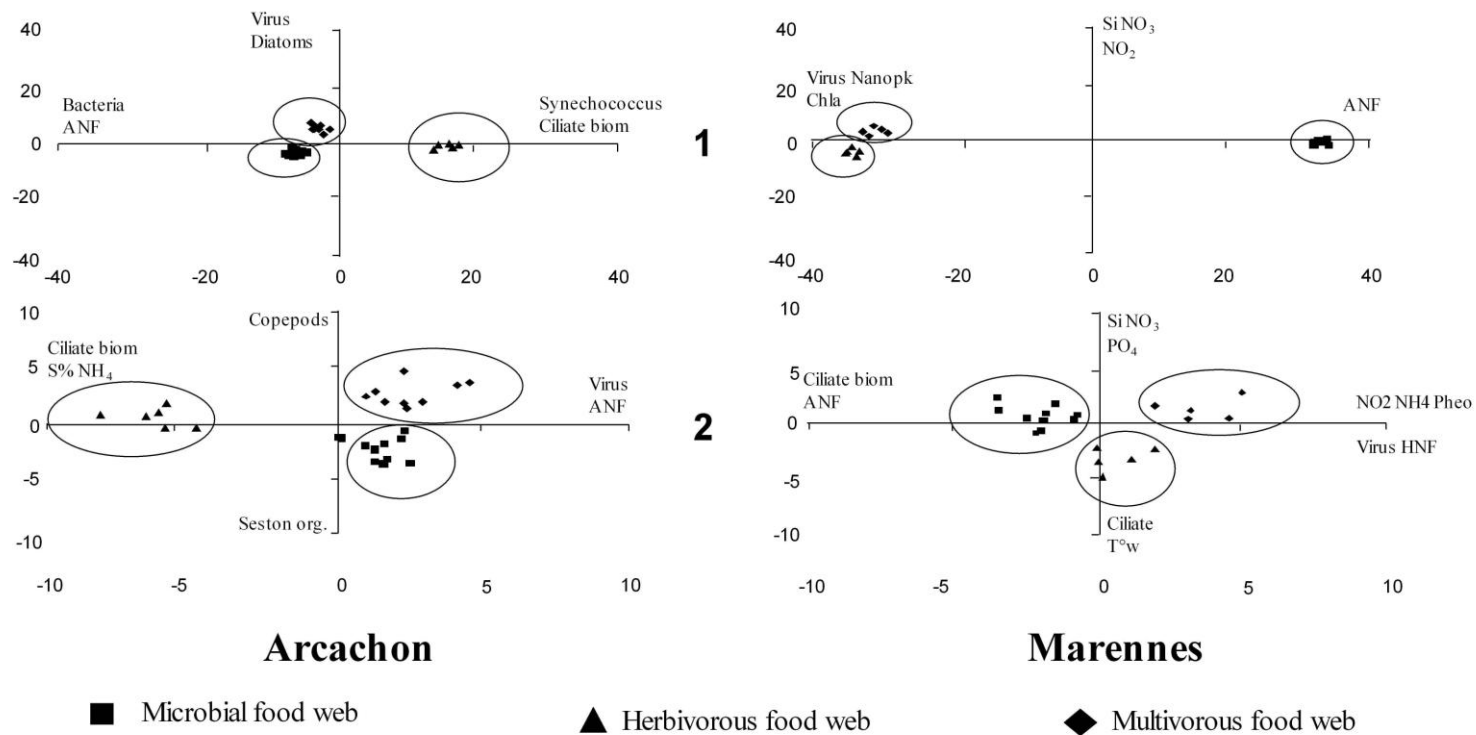 40
20
0
-20
-40
-40
-20
0
20
40
Virus
Diatoms
Bacteria
ANF
Synechococcus
Ciliate biom
1
40
20
0
-20
-40
-40
-20
0
20
40
Si NO3
NO2
Virus Nanopk
Chla
ANF
10
5
0
-5
-10
-10
-5
0
5
10
Copepods
Ciliate biom
S% NH4
Virus
ANF
Seston org.
2
10
5
0
-5
-10
-10
-5
0
5
10
Si NO3
PO4
Ciliate biom
ANF
NO2 NH4 Pheo
Virus HNF
Ciliate
T°w
Arcachon
Marennes
Microbial food web
Herbivorous food web
Multivorous food web